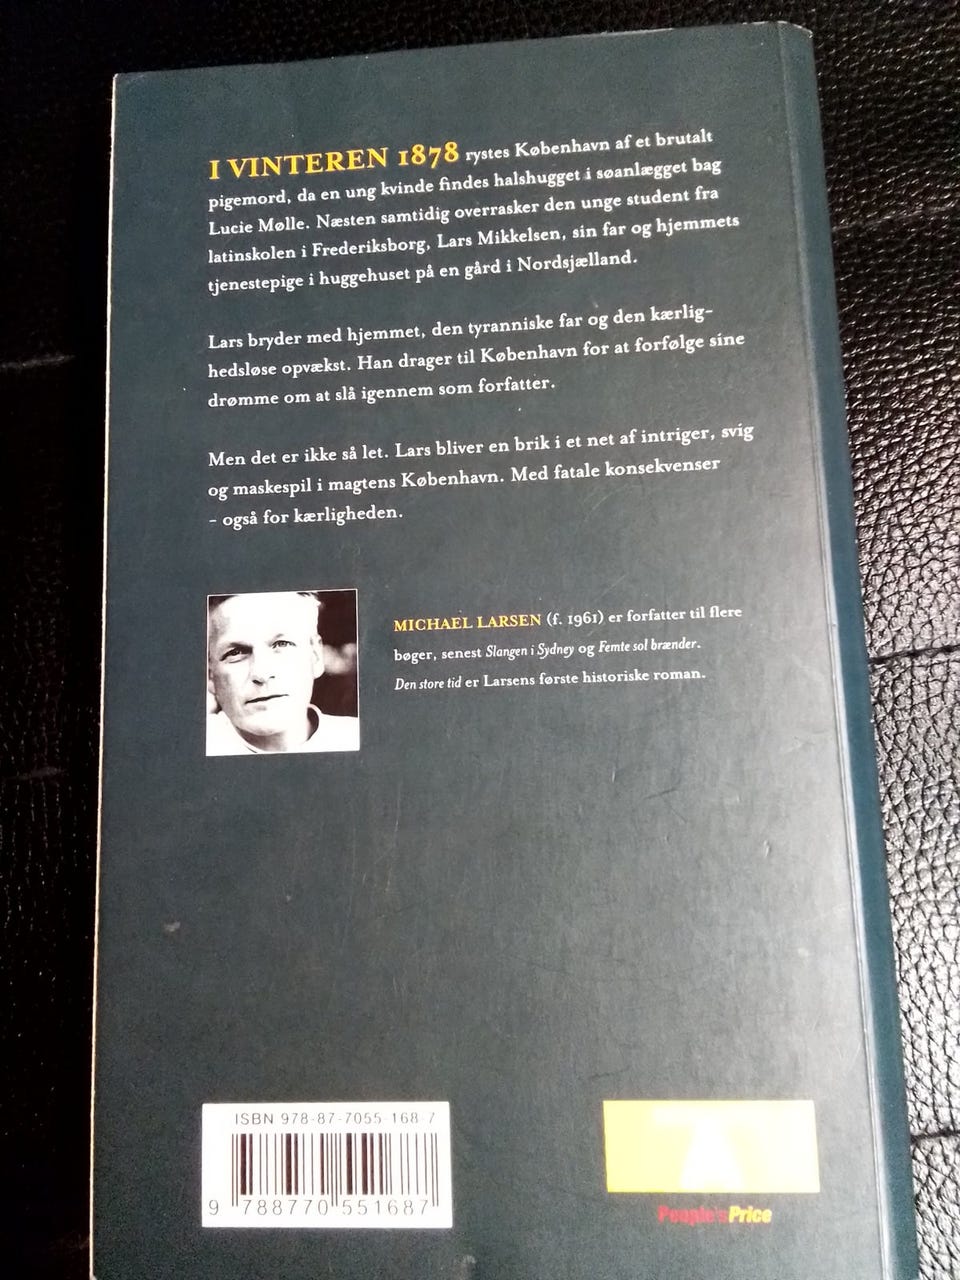 I VINTEREN 1878 rystes København af et brutalt
pigemord, da en ung kvinde findes halshugget i søanlægget bag
Lucie Mølle. Næsten samtidig overrasker den unge student fra
latinskolen i Frederiksborg, Lars Mikkelsen, sin far og hjemmets
tjenestepige i huggehuset på en gård i Nordsjælland.
Lars bryder med hjemmet, den tyranniske far og den kærlig-
hedsløse opvækst. Han drager til København for at forfølge sine
drømme om at slå igennem som forfatter.
Men det er ikke så let. Lars bliver en brik i et net af intriger, svig
og maskespil i magtens København. Med fatale konsekvenser
- også for kærligheden.
MICHAEL LARSEN (f. 1961) er forfatter til flere
bøger, senest Slangen i Sydney og Femte sol brænder.
Den store tid er Larsens første historiske roman.
ISBN 978-87-7055-168-7
9 788770 551687
People'sPrice